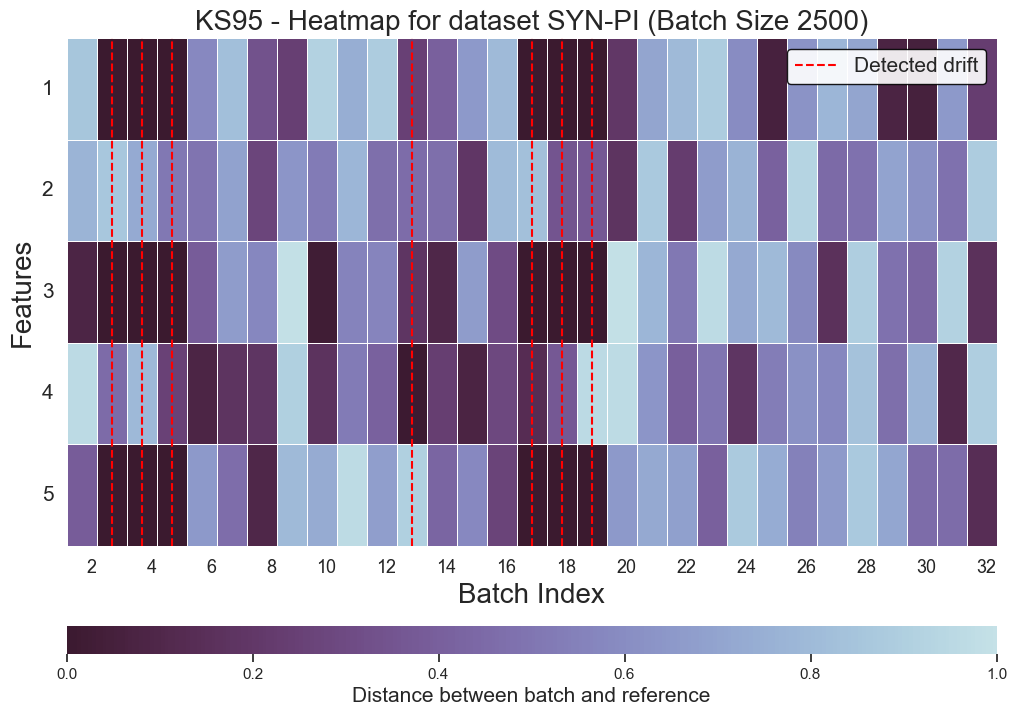 KS95 - Heatmap for dataset SYN-PI (Batch Size 2500)
Detected drift
Features
1
2
3
4
5
2 4 6 8 10 12 14 16 18 20 22 24 26 28 30 32
Batch Index
0.0 0.2 0.4 0.6 0.8 1.0
Distance between batch and reference